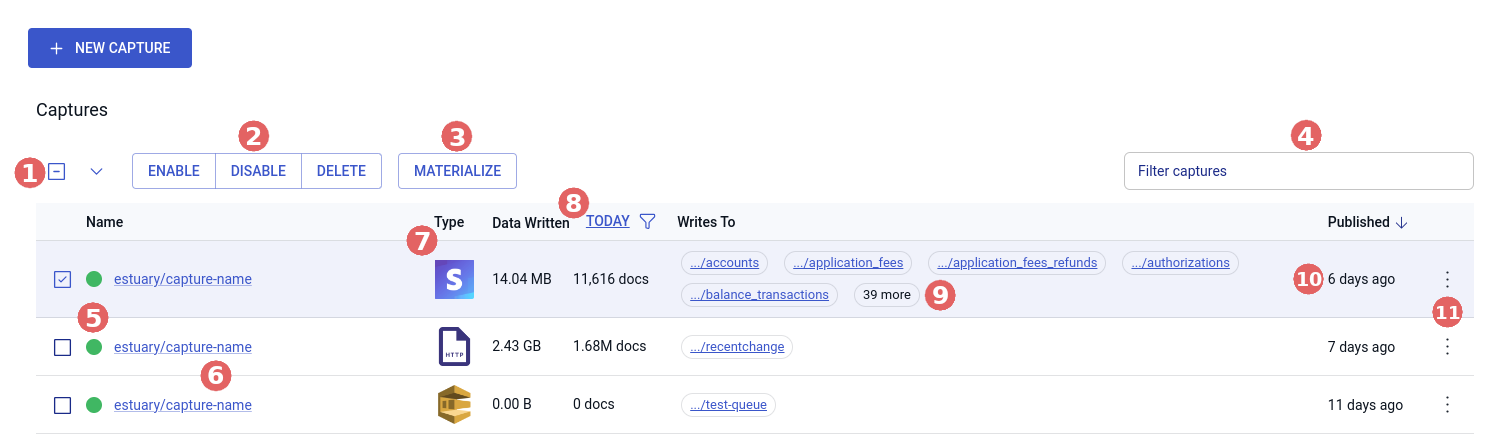 NEW CAPTURE
Captures
2 3 4
1 ENABLE DISABLE DELETE MATERIALIZE Filter captures
8
Name Type Data Written TODAY Writes To Published
7
estuary/capture-name S 14.04 MB 11,616 docs .../accounts .../application_fees .../application_fees_refunds .../authorizations 10 6 days ago
.../balance_transactions 39 more 9
5 11
estuary/capture-name HTTP 2.43 GB 1.68M docs .../recentchange 7 days ago
6
estuary/capture-name 0.00 B 0 docs .../test-queue 11 days ago